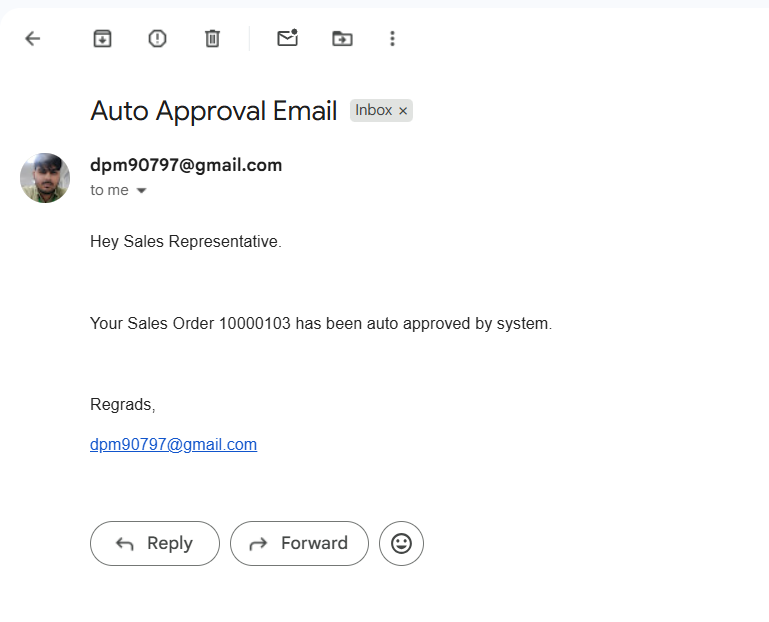 Auto Approval Email Inbox ×
dpm90797@gmail.com
to me
Hey Sales Representative.
Your Sales Order 10000103 has been auto approved by system.
Regrads,
dpm90797@gmail.com
Reply Forward